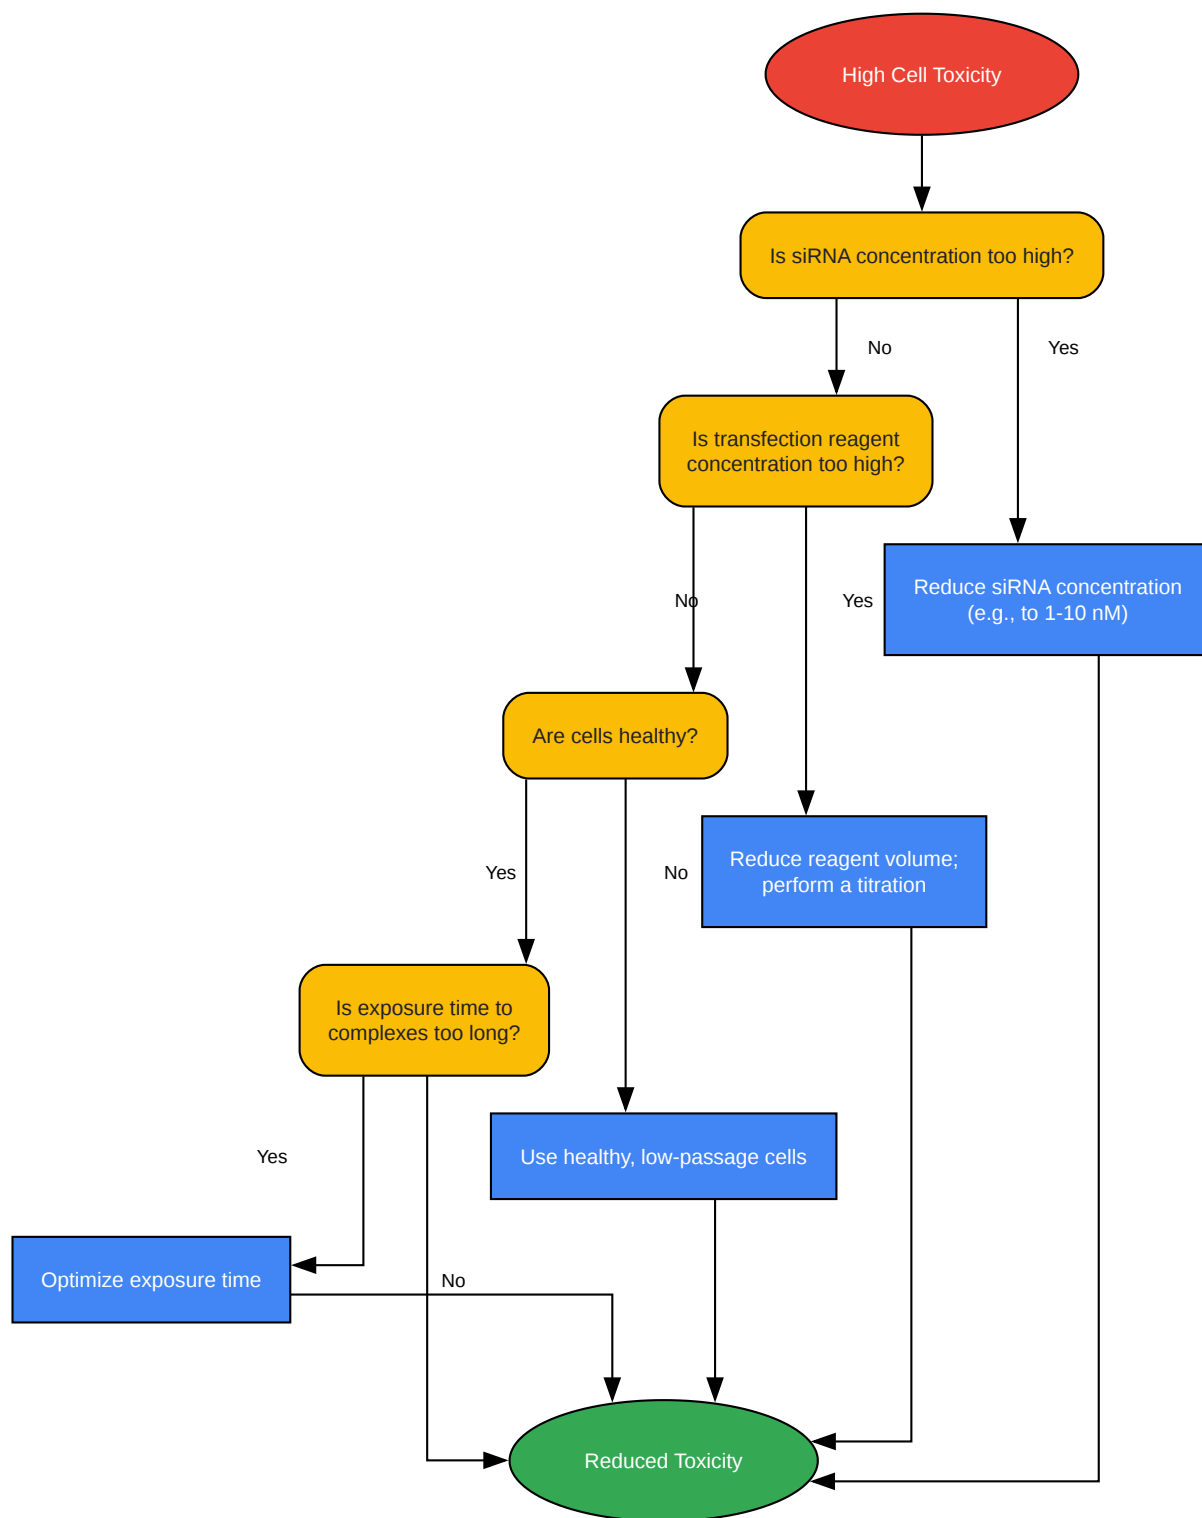 High Cell Toxicity
Is siRNA concentration too high?
No
Yes
Is transfection reagent
concentration too high?
No
Yes
Reduce siRNA concentration
(e.g., to 1-10 nM)
Are cells healthy?
Yes
No
Reduce reagent volume;
perform a titration
Is exposure time to
complexes too long?
Yes
Use healthy, low-passage cells
Optimize exposure time
No
Reduced Toxicity